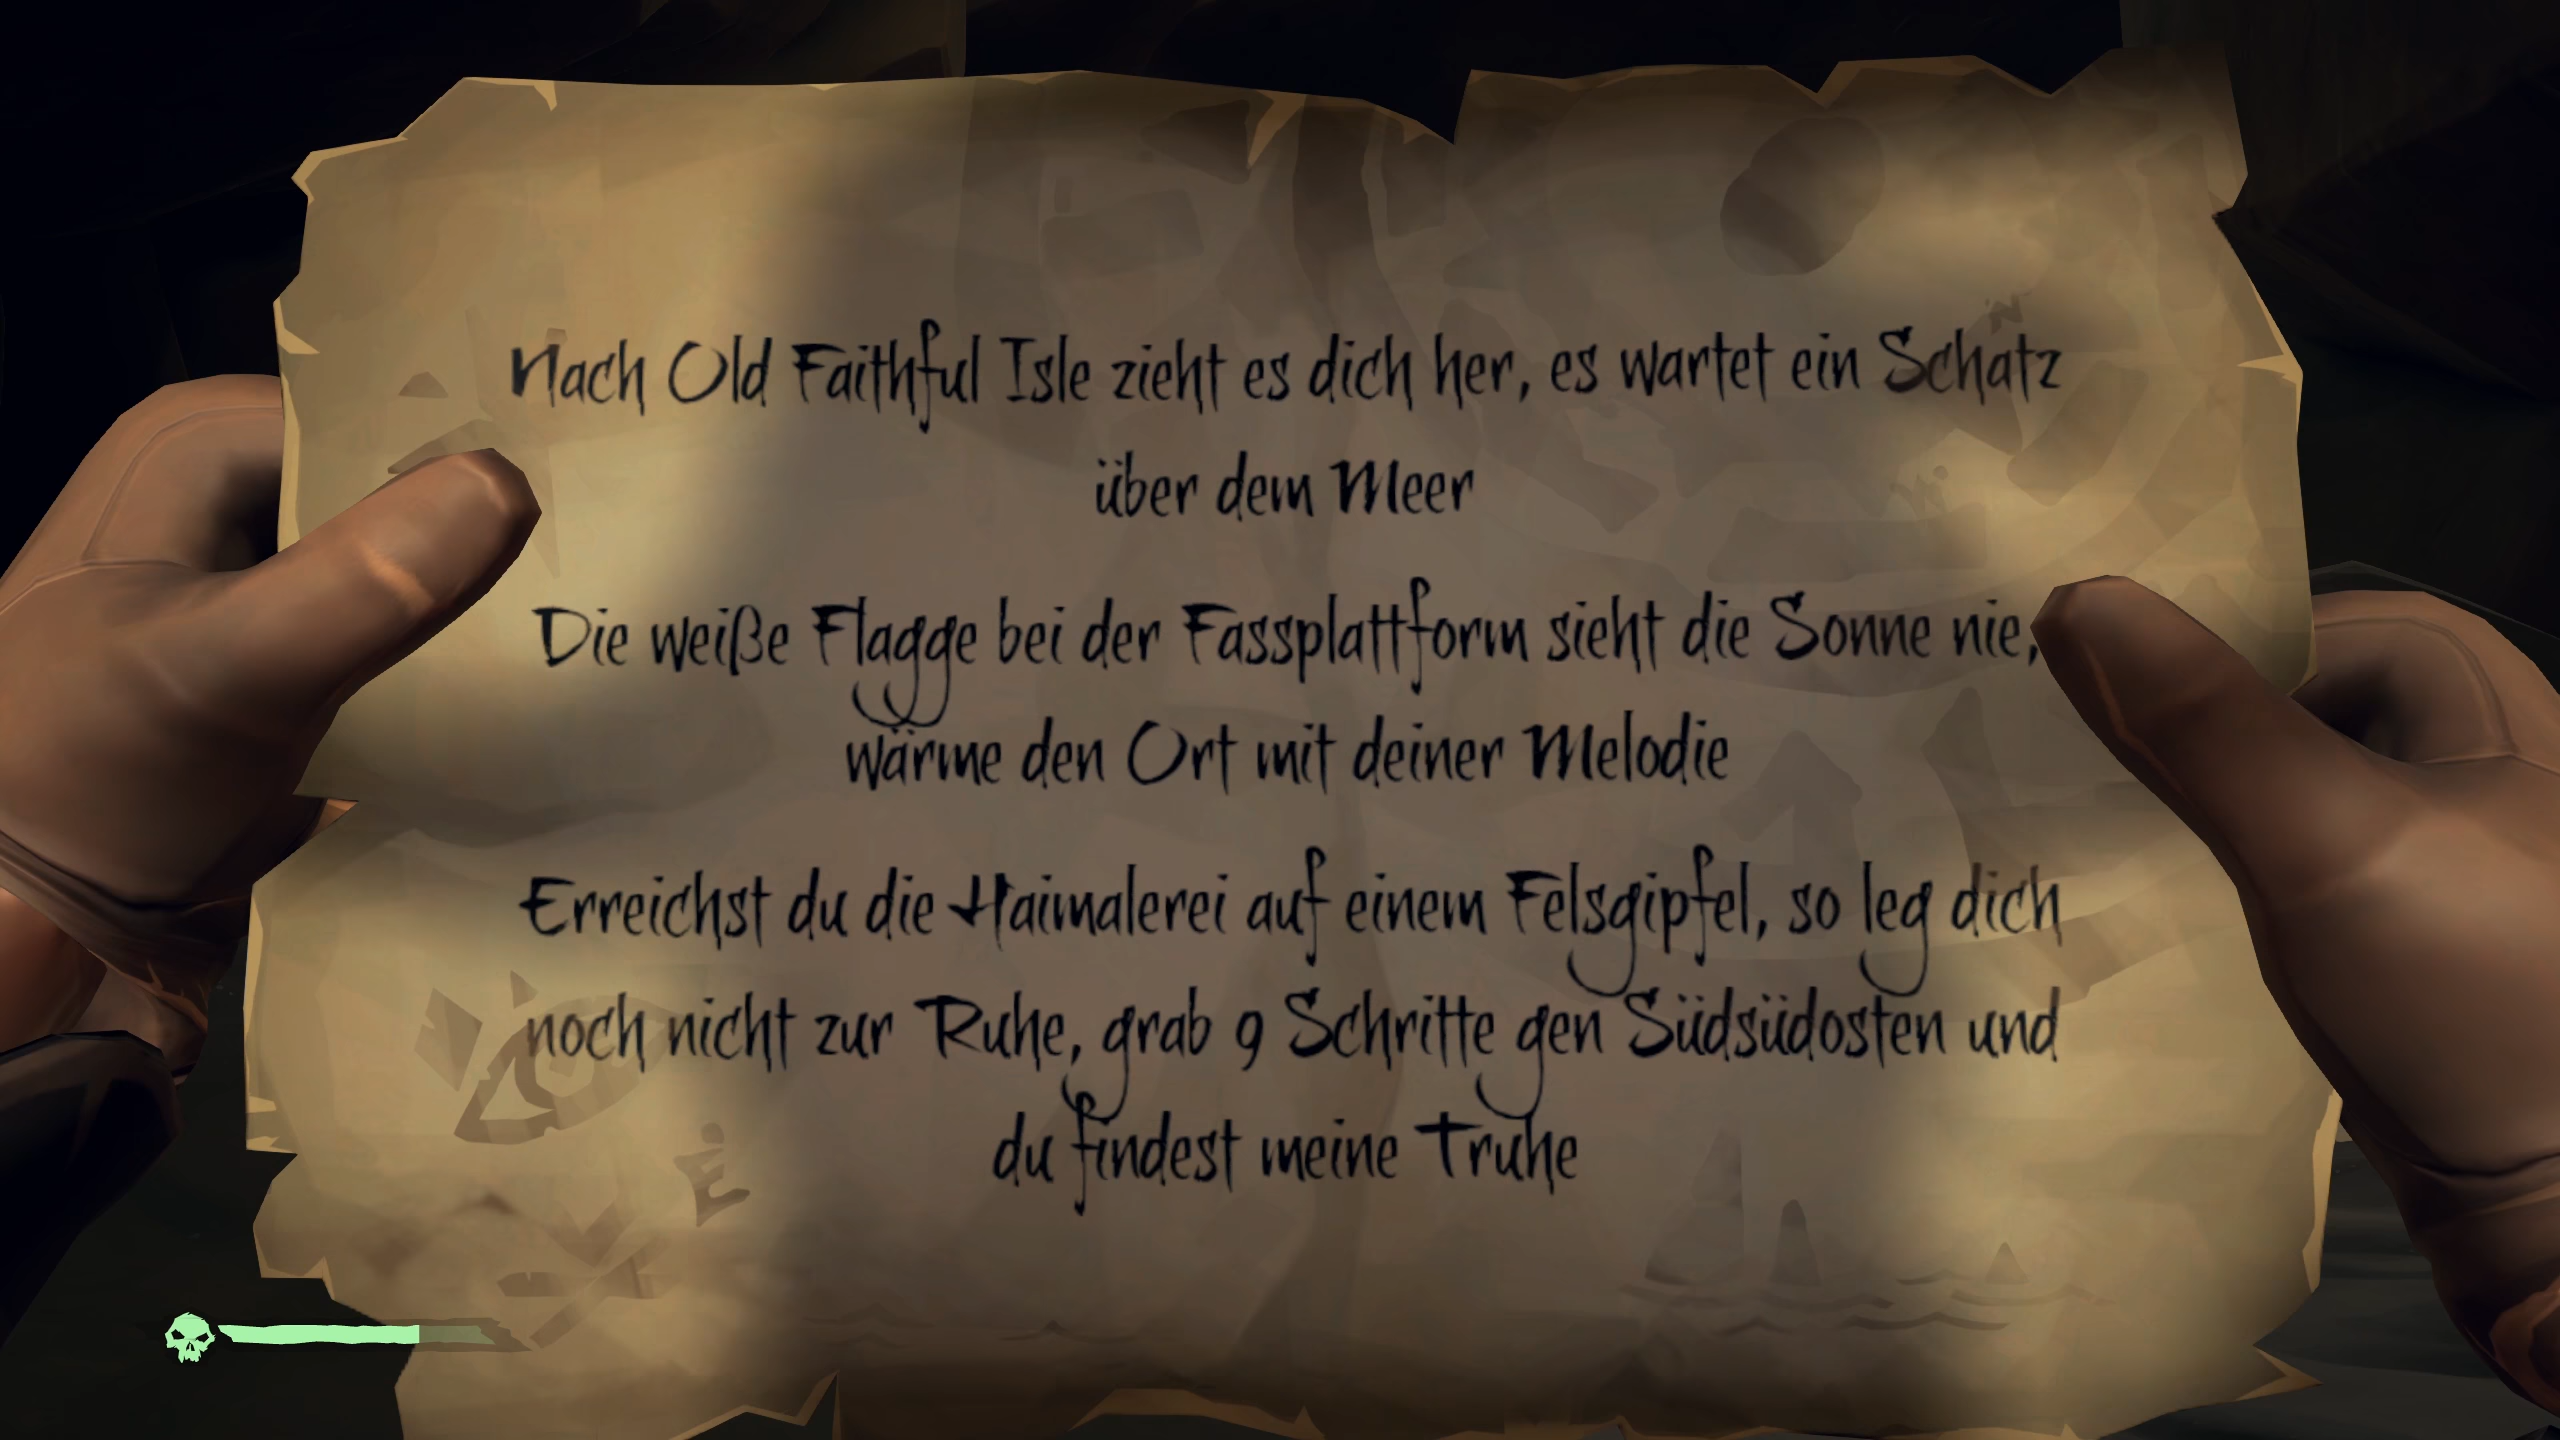 Nach Old Faithful Isle zieht es dich her, es wartet ein Schatz
über dem Meer
Die weiße Flagge bei der Fassplattform sieht die Sonne nie,
wärme den Ort mit deiner Melodie
Erreichst du die Haimalerei auf einem Felsgipfel, so leg dich
noch nicht zur Ruhe, grab 9 Schritte gen Südsüdosten und
du findest meine Truhe